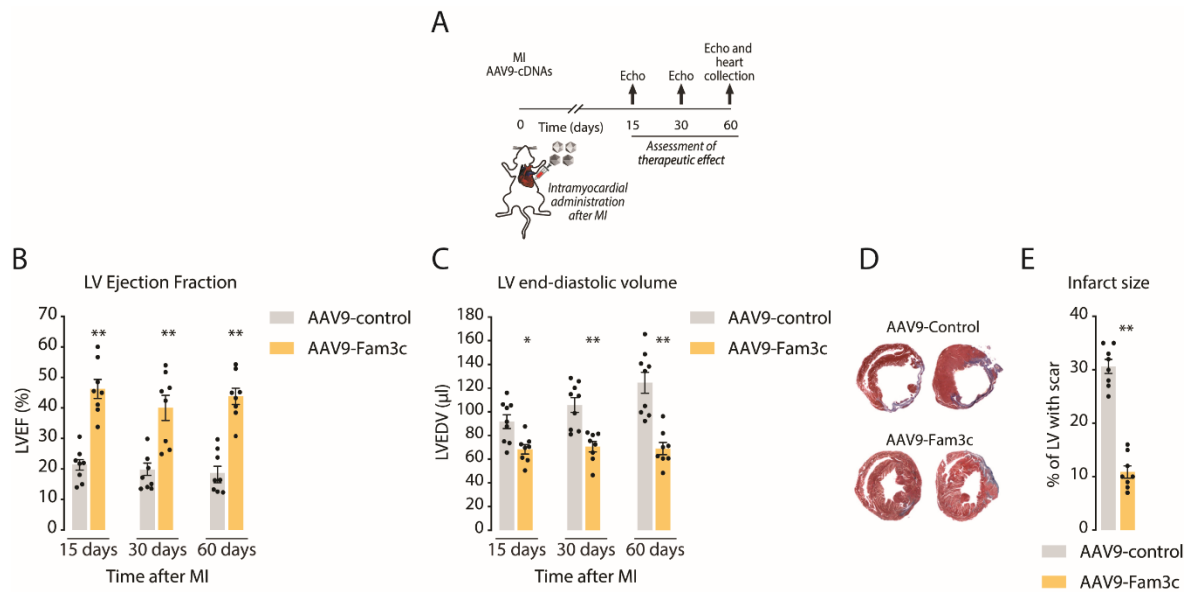 A
MI
AAV9-cDNAs
Echo
Echo
Echo and
heart
collection
0
Time (days)
15
30
60
Assessment of
therapeutic effect
Intramyocardial
administration
after MI
B
LV Ejection Fraction
LVEF (%)
70
60
50
40
30
20
10
0
**
**
**
AAV9-control
AAV9-Fam3c
15 days
30 days
60 days
Time after MI
C
LV end-diastolic volume
LVEDV (µl)
180
160
140
120
100
80
60
40
20
0
*
**
**
AAV9-control
AAV9-Fam3c
15 days
30 days
60 days
Time after MI
D
AAV9-Control
AAV9-Fam3c
E
Infarct size
% of LV with scar
40
30
20
10
0
**
AAV9-control
AAV9-Fam3c